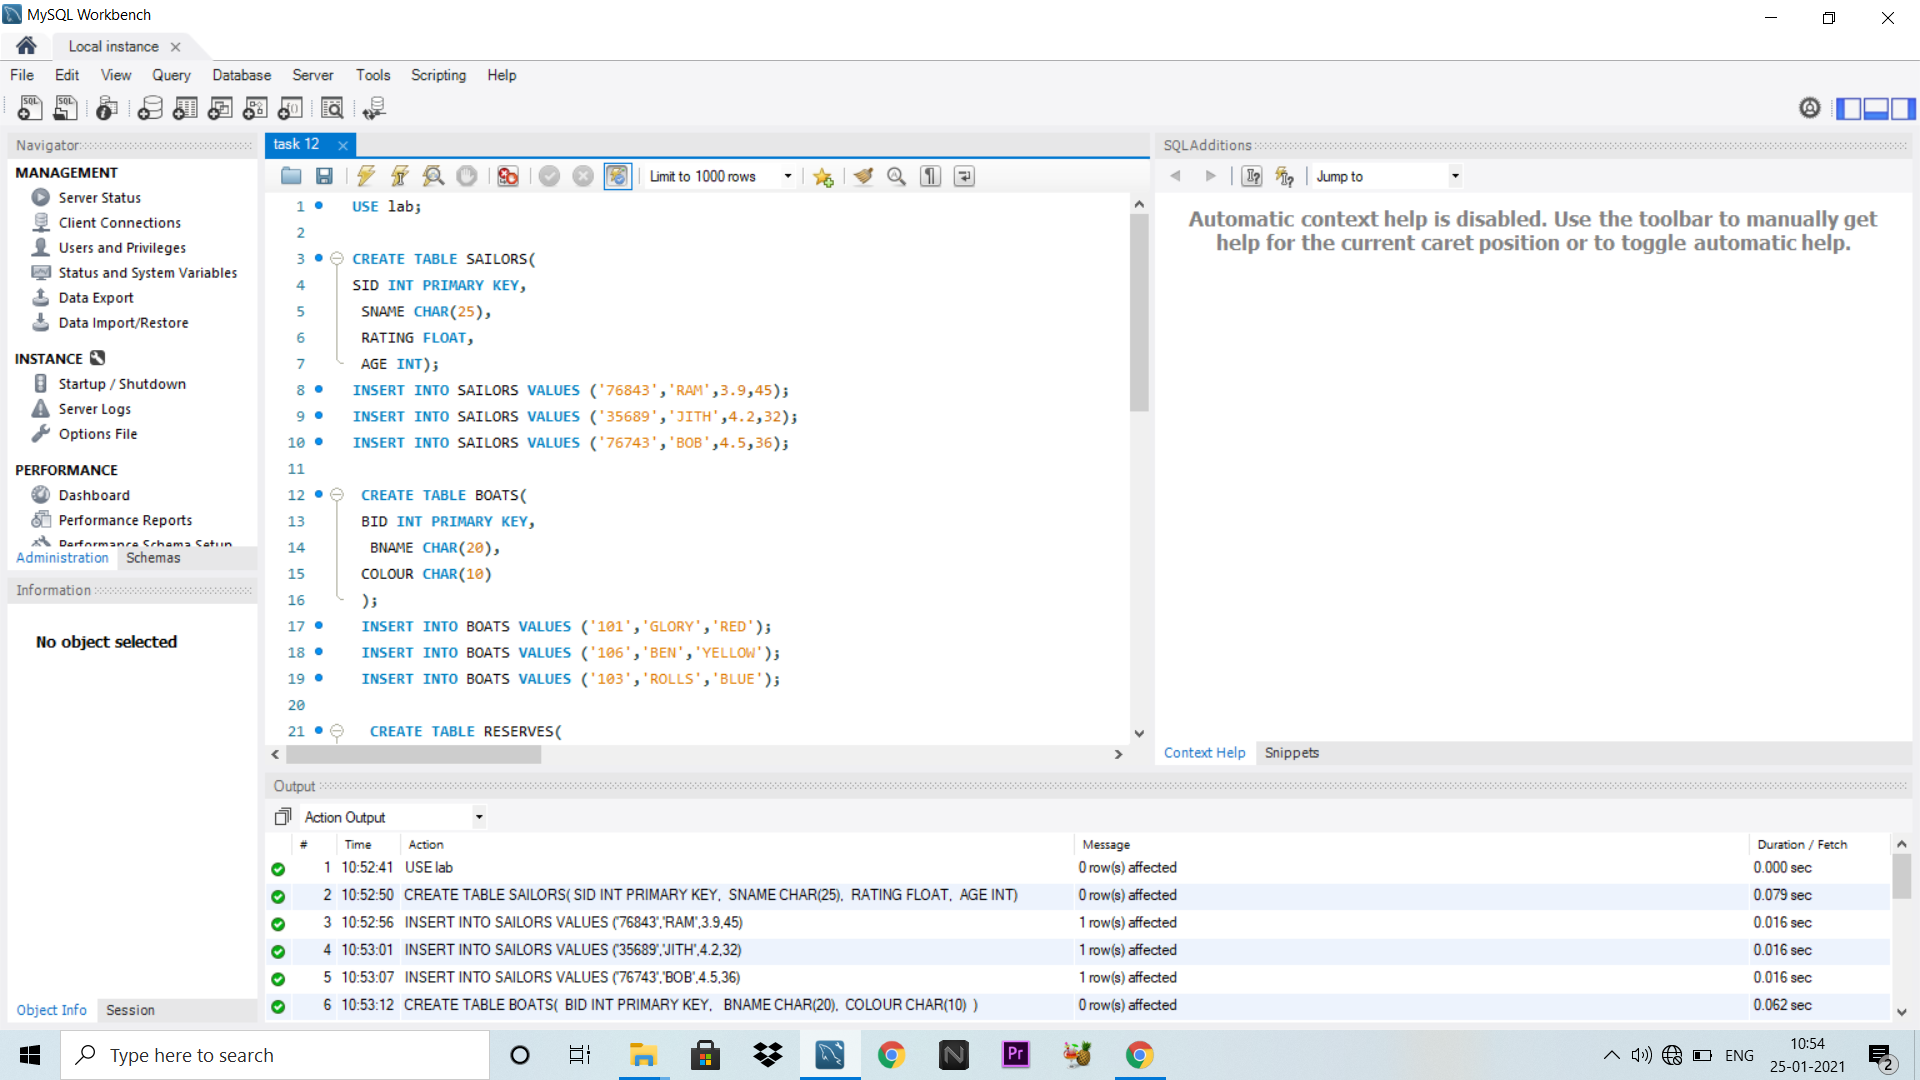 MySQL Workbench
Local instance
File Edit View Query Database Server Tools Scripting Help
Navigator
MANAGEMENT
Server Status
Client Connections
Users and Privileges
Status and System Variables
Data Export
Data Import/Restore
INSTANCE
Startup / Shutdown
Server Logs
Options File
PERFORMANCE
Dashboard
Performance Reports
Performance Schema Setup
Administration Schemas
Information
No object selected
Object Info Session
task 12
Limit to 1000 rows
1 USE lab;
2
3 CREATE TABLE SAILORS(
4 SID INT PRIMARY KEY,
5 SNAME CHAR(25),
6 RATING FLOAT,
7 AGE INT);
8 INSERT INTO SAILORS VALUES ('76843','RAM',3.9,45);
9 INSERT INTO SAILORS VALUES ('35689','JITH',4.2,32);
10 INSERT INTO SAILORS VALUES ('76743','BOB',4.5,36);
11
12 CREATE TABLE BOATS(
13 BID INT PRIMARY KEY,
14 BNAME CHAR(20),
15 COLOUR CHAR(10)
16 );
17 INSERT INTO BOATS VALUES ('101','GLORY','RED');
18 INSERT INTO BOATS VALUES ('106','BEN','YELLOW');
19 INSERT INTO BOATS VALUES ('103','ROLLS','BLUE');
20
21 CREATE TABLE RESERVES(
SQLAdditions
Jump to
Automatic context help is disabled. Use the toolbar to manually get
help for the current caret position or to toggle automatic help.
Context Help Snippets
Output
Action Output
# Time Action Message Duration / Fetch
1 10:52:41 USE lab 0 row(s) affected 0.000 sec
2 10:52:50 CREATE TABLE SAILORS( SID INT PRIMARY KEY, SNAME CHAR(25), RATING FLOAT, AGE INT) 0 row(s) affected 0.079 sec
3 10:52:56 INSERT INTO SAILORS VALUES ('76843','RAM',3.9,45) 1 row(s) affected 0.016 sec
4 10:53:01 INSERT INTO SAILORS VALUES ('35689','JITH',4.2,32) 1 row(s) affected 0.016 sec
5 10:53:07 INSERT INTO SAILORS VALUES ('76743','BOB',4.5,36) 1 row(s) affected 0.016 sec
6 10:53:12 CREATE TABLE BOATS( BID INT PRIMARY KEY, BNAME CHAR(20), COLOUR CHAR(10) ) 0 row(s) affected 0.062 sec
Type here to search
Pr
ENG
10:54
25-01-2021
2